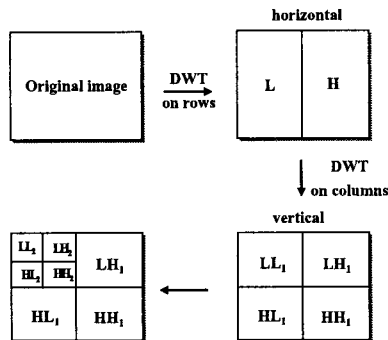 horizontal
Original image
DWT
on rows
L H
DWT
on columns
vertical
LL₂ LH₂
HL₂ HH₂
LH₁
HL₁ HH₁
LL₁ LH₁
HL₁ HH₁